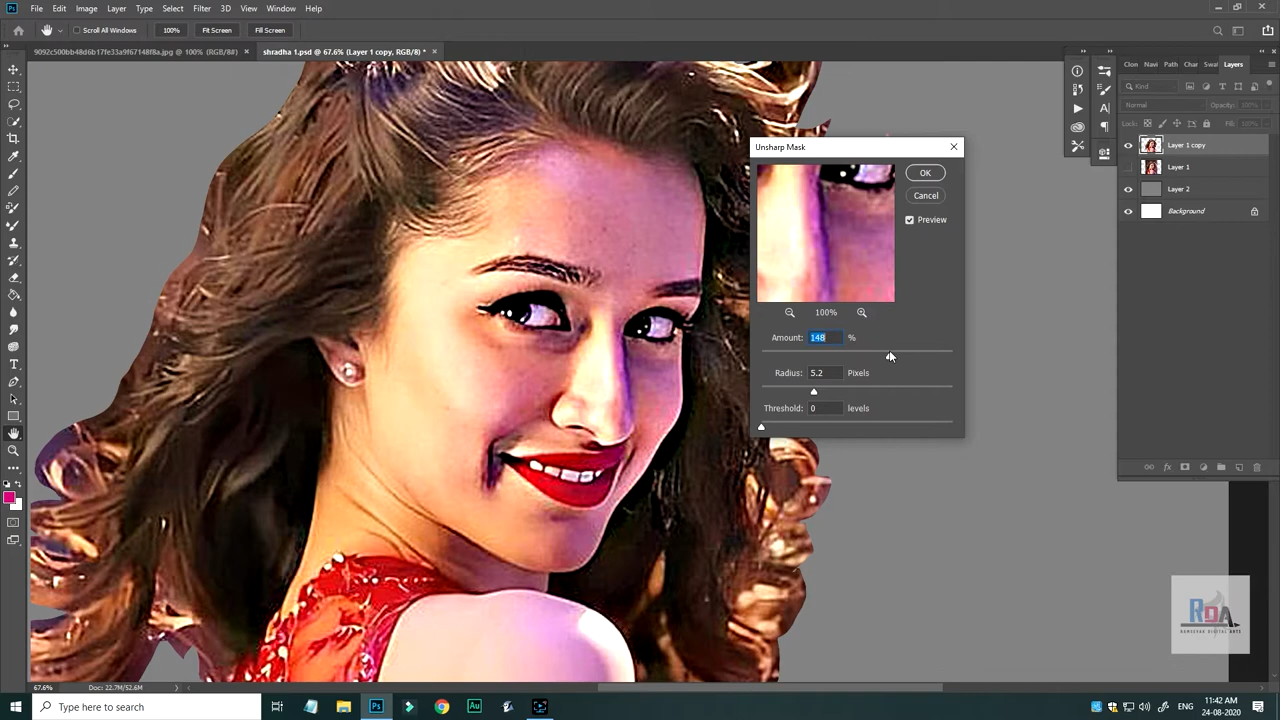 Ps File Edit Image Layer Type Select Filter 3D View Window Help
Scroll All Windows 100% Fit Screen Fill Screen
9092c500bb48d6b17fe33a9f67148f8a.jpg @ 100% (RGB/8#) × shradha 1.psd @ 67.6% (Layer 1 copy, RGB/8) * ×
Clon Navi Path Char Swat Layers
Kind
Normal Opacity: 100%
Lock: Fill: 100%
Layer 1 copy
Layer 1
Layer 2
Background
Unsharp Mask
OK
Cancel
Preview
100%
Amount: 148 %
Radius: 5.2 Pixels
Threshold: 0 levels
RDA
RAMSEVAK DIGITAL ARTS
67.6% Doc: 22.7M/52.6M
Type here to search
Ps
Au
11:42 AM
24-08-2020